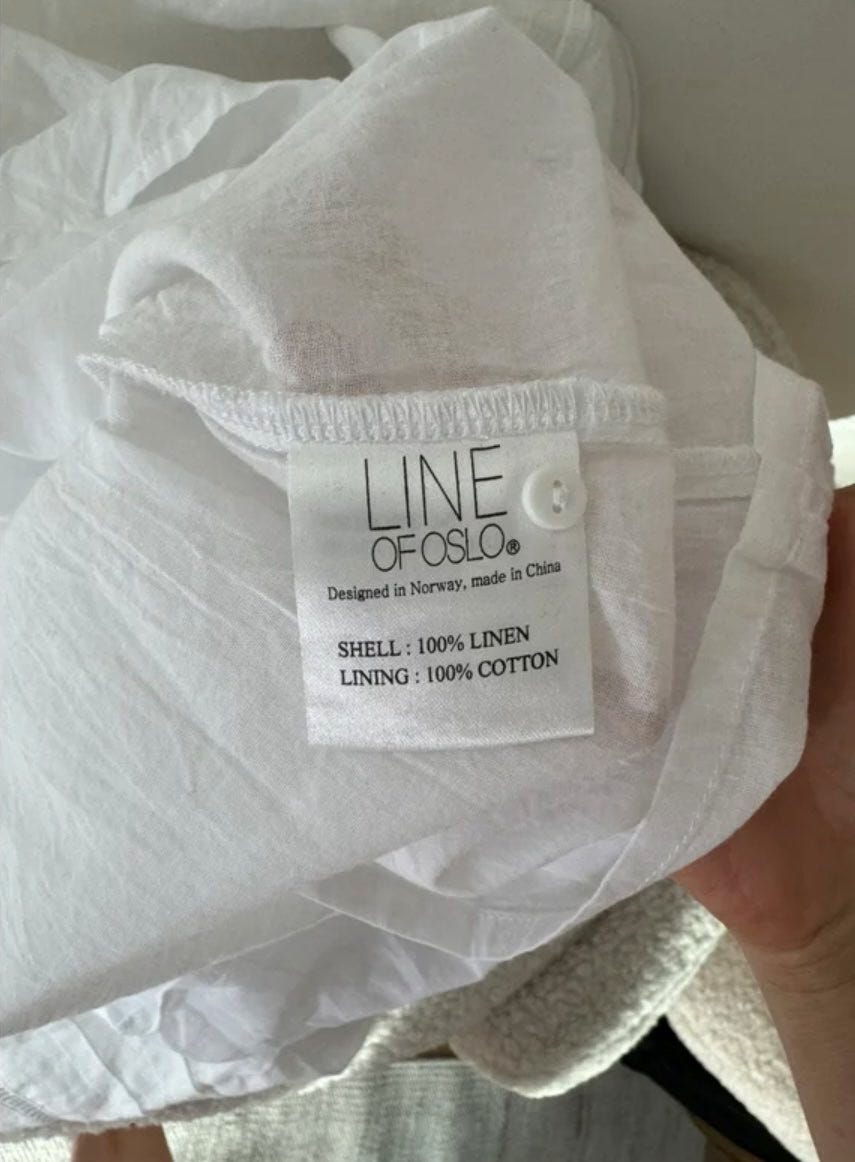 LINE
OF OSLO®
Designed in Norway, made in China
SHELL : 100% LINEN
LINING : 100% COTTON